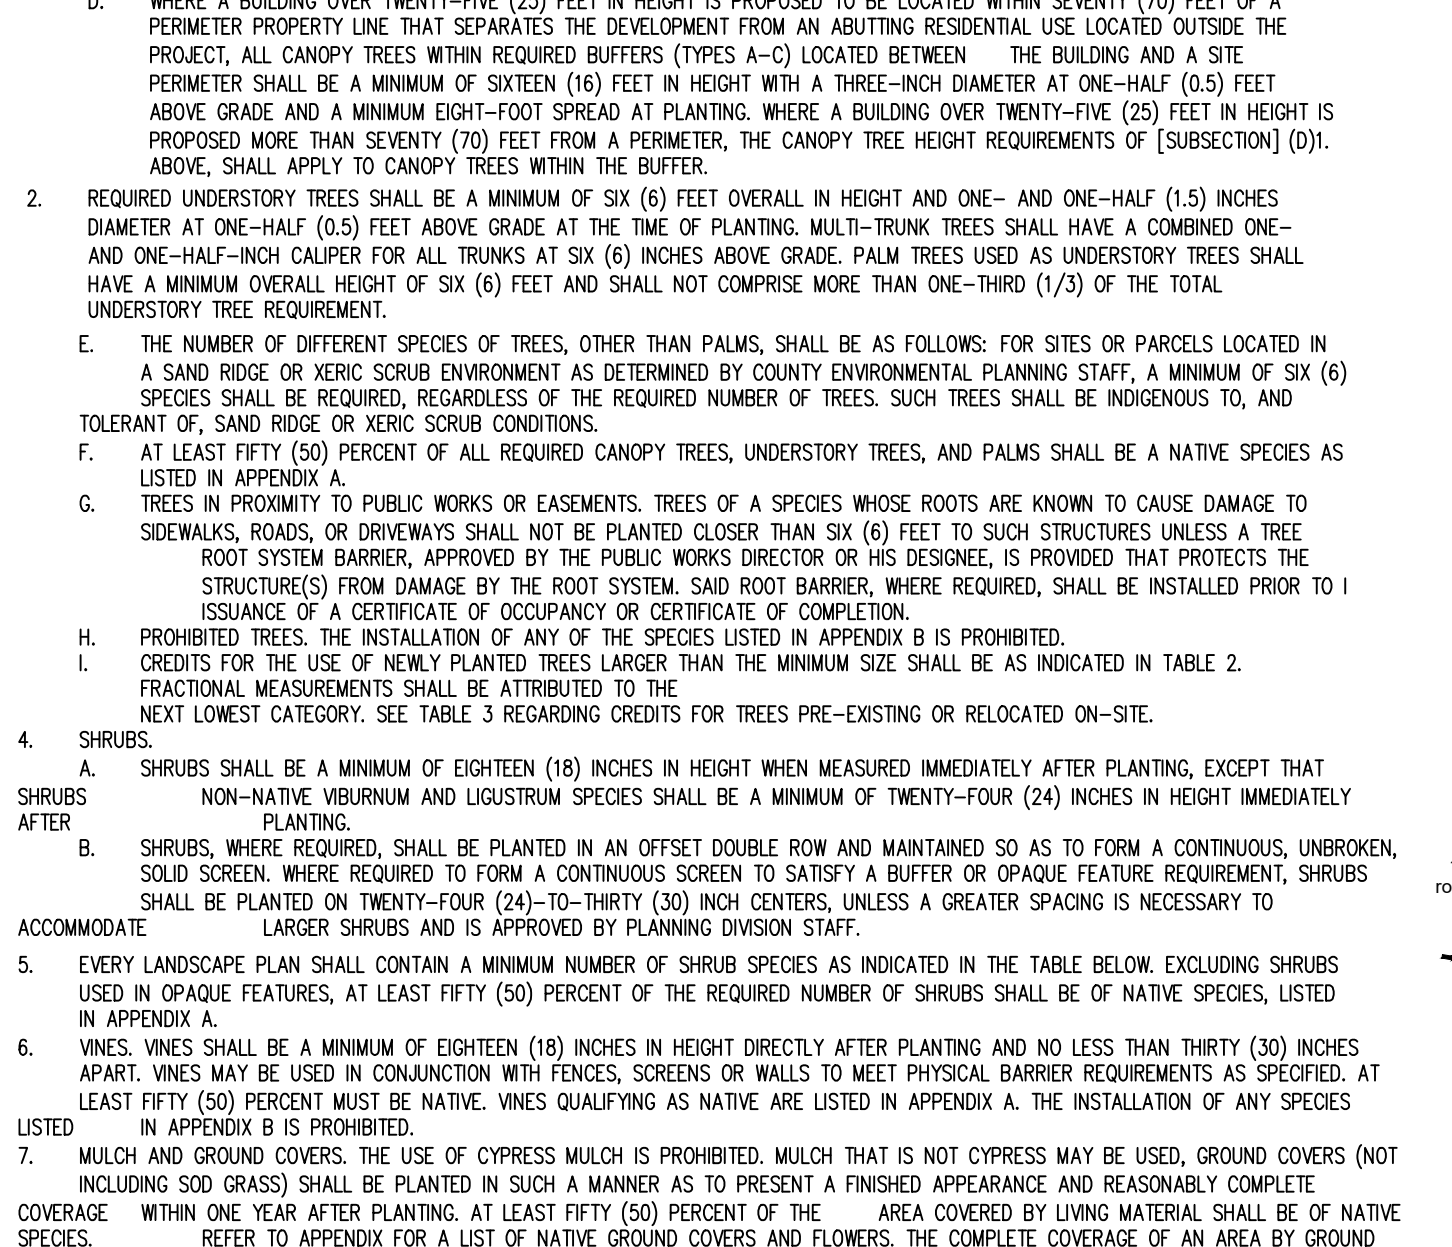 D. WHERE A BUILDING OVER TWENTY-FIVE (25) FEET IN HEIGHT IS PROPOSED TO BE LOCATED WITHIN SEVENTY (70) FEET OF A
PERIMETER PROPERTY LINE THAT SEPARATES THE DEVELOPMENT FROM AN ABUTTING RESIDENTIAL USE LOCATED OUTSIDE THE
PROJECT, ALL CANOPY TREES WITHIN REQUIRED BUFFERS (TYPES A-C) LOCATED BETWEEN THE BUILDING AND A SITE
PERIMETER SHALL BE A MINIMUM OF SIXTEEN (16) FEET IN HEIGHT WITH A THREE-INCH DIAMETER AT ONE-HALF (0.5) FEET
ABOVE GRADE AND A MINIMUM EIGHT-FOOT SPREAD AT PLANTING. WHERE A BUILDING OVER TWENTY-FIVE (25) FEET IN HEIGHT IS
PROPOSED MORE THAN SEVENTY (70) FEET FROM A PERIMETER, THE CANOPY TREE HEIGHT REQUIREMENTS OF [SUBSECTION] (D)1.
ABOVE, SHALL APPLY TO CANOPY TREES WITHIN THE BUFFER.
2. REQUIRED UNDERSTORY TREES SHALL BE A MINIMUM OF SIX (6) FEET OVERALL IN HEIGHT AND ONE- AND ONE-HALF (1.5) INCHES
DIAMETER AT ONE-HALF (0.5) FEET ABOVE GRADE AT THE TIME OF PLANTING. MULTI-TRUNK TREES SHALL HAVE A COMBINED ONE-
AND ONE-HALF-INCH CALIPER FOR ALL TRUNKS AT SIX (6) INCHES ABOVE GRADE. PALM TREES USED AS UNDERSTORY TREES SHALL
HAVE A MINIMUM OVERALL HEIGHT OF SIX (6) FEET AND SHALL NOT COMPRISE MORE THAN ONE-THIRD (1/3) OF THE TOTAL
UNDERSTORY TREE REQUIREMENT.
E. THE NUMBER OF DIFFERENT SPECIES OF TREES, OTHER THAN PALMS, SHALL BE AS FOLLOWS: FOR SITES OR PARCELS LOCATED IN
A SAND RIDGE OR XERIC SCRUB ENVIRONMENT AS DETERMINED BY COUNTY ENVIRONMENTAL PLANNING STAFF, A MINIMUM OF SIX (6)
SPECIES SHALL BE REQUIRED, REGARDLESS OF THE REQUIRED NUMBER OF TREES. SUCH TREES SHALL BE INDIGENOUS TO, AND
TOLERANT OF, SAND RIDGE OR XERIC SCRUB CONDITIONS.
F. AT LEAST FIFTY (50) PERCENT OF ALL REQUIRED CANOPY TREES, UNDERSTORY TREES, AND PALMS SHALL BE A NATIVE SPECIES AS
LISTED IN APPENDIX A.
G. TREES IN PROXIMITY TO PUBLIC WORKS OR EASEMENTS. TREES OF A SPECIES WHOSE ROOTS ARE KNOWN TO CAUSE DAMAGE TO
SIDEWALKS, ROADS, OR DRIVEWAYS SHALL NOT BE PLANTED CLOSER THAN SIX (6) FEET TO SUCH STRUCTURES UNLESS A TREE
ROOT SYSTEM BARRIER, APPROVED BY THE PUBLIC WORKS DIRECTOR OR HIS DESIGNEE, IS PROVIDED THAT PROTECTS THE
STRUCTURE(S) FROM DAMAGE BY THE ROOT SYSTEM. SAID ROOT BARRIER, WHERE REQUIRED, SHALL BE INSTALLED PRIOR TO I
ISSUANCE OF A CERTIFICATE OF OCCUPANCY OR CERTIFICATE OF COMPLETION.
H. PROHIBITED TREES. THE INSTALLATION OF ANY OF THE SPECIES LISTED IN APPENDIX B IS PROHIBITED.
I. CREDITS FOR THE USE OF NEWLY PLANTED TREES LARGER THAN THE MINIMUM SIZE SHALL BE AS INDICATED IN TABLE 2.
FRACTIONAL MEASUREMENTS SHALL BE ATTRIBUTED TO THE
NEXT LOWEST CATEGORY. SEE TABLE 3 REGARDING CREDITS FOR TREES PRE-EXISTING OR RELOCATED ON-SITE.
4. SHRUBS.
A. SHRUBS SHALL BE A MINIMUM OF EIGHTEEN (18) INCHES IN HEIGHT WHEN MEASURED IMMEDIATELY AFTER PLANTING, EXCEPT THAT
SHRUBS NON-NATIVE VIBURNUM AND LIGUSTRUM SPECIES SHALL BE A MINIMUM OF TWENTY-FOUR (24) INCHES IN HEIGHT IMMEDIATELY
AFTER PLANTING.
B. SHRUBS, WHERE REQUIRED, SHALL BE PLANTED IN AN OFFSET DOUBLE ROW AND MAINTAINED SO AS TO FORM A CONTINUOUS, UNBROKEN,
SOLID SCREEN. WHERE REQUIRED TO FORM A CONTINUOUS SCREEN TO SATISFY A BUFFER OR OPAQUE FEATURE REQUIREMENT, SHRUBS
SHALL BE PLANTED ON TWENTY-FOUR (24)-TO-THIRTY (30) INCH CENTERS, UNLESS A GREATER SPACING IS NECESSARY TO
ACCOMMODATE LARGER SHRUBS AND IS APPROVED BY PLANNING DIVISION STAFF.
ro
5. EVERY LANDSCAPE PLAN SHALL CONTAIN A MINIMUM NUMBER OF SHRUB SPECIES AS INDICATED IN THE TABLE BELOW. EXCLUDING SHRUBS
USED IN OPAQUE FEATURES, AT LEAST FIFTY (50) PERCENT OF THE REQUIRED NUMBER OF SHRUBS SHALL BE OF NATIVE SPECIES, LISTED
IN APPENDIX A.
6. VINES. VINES SHALL BE A MINIMUM OF EIGHTEEN (18) INCHES IN HEIGHT DIRECTLY AFTER PLANTING AND NO LESS THAN THIRTY (30) INCHES
APART. VINES MAY BE USED IN CONJUNCTION WITH FENCES, SCREENS OR WALLS TO MEET PHYSICAL BARRIER REQUIREMENTS AS SPECIFIED. AT
LEAST FIFTY (50) PERCENT MUST BE NATIVE. VINES QUALIFYING AS NATIVE ARE LISTED IN APPENDIX A. THE INSTALLATION OF ANY SPECIES
LISTED IN APPENDIX B IS PROHIBITED.
7. MULCH AND GROUND COVERS. THE USE OF CYPRESS MULCH IS PROHIBITED. MULCH THAT IS NOT CYPRESS MAY BE USED, GROUND COVERS (NOT
INCLUDING SOD GRASS) SHALL BE PLANTED IN SUCH A MANNER AS TO PRESENT A FINISHED APPEARANCE AND REASONABLY COMPLETE
COVERAGE WITHIN ONE YEAR AFTER PLANTING. AT LEAST FIFTY (50) PERCENT OF THE AREA COVERED BY LIVING MATERIAL SHALL BE OF NATIVE
SPECIES. REFER TO APPENDIX FOR A LIST OF NATIVE GROUND COVERS AND FLOWERS. THE COMPLETE COVERAGE OF AN AREA BY GROUND